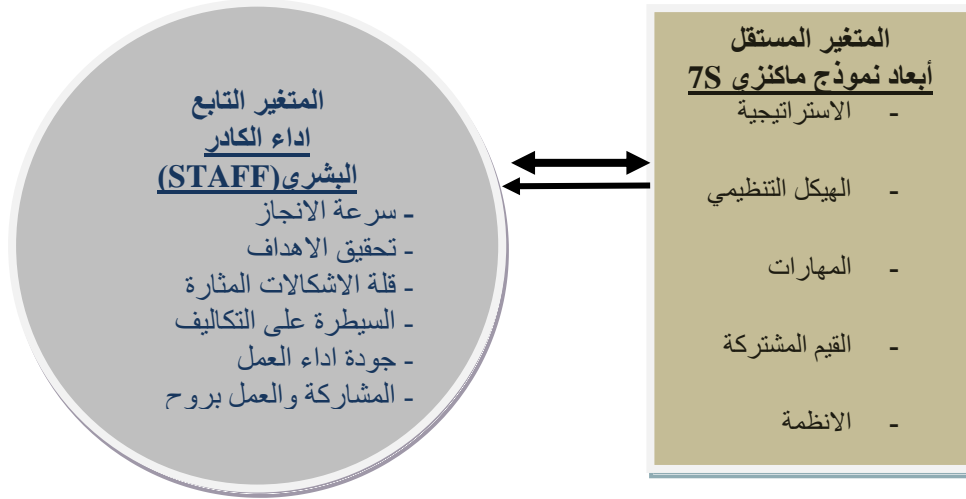 المتغير المستقل
أبعاد نموذج ماكنزي 7S
- الاستراتيجية
- الهيكل التنظيمي
- المهارات
- القيم المشتركة
- الانظمة
المتغير التابع
اداء الكادر
البشري(STAFF)
- سرعة الانجاز
- تحقيق الاهداف
- قلة الاشكالات المثارة
- السيطرة على التكاليف
- جودة اداء العمل
- المشاركة والعمل بروح